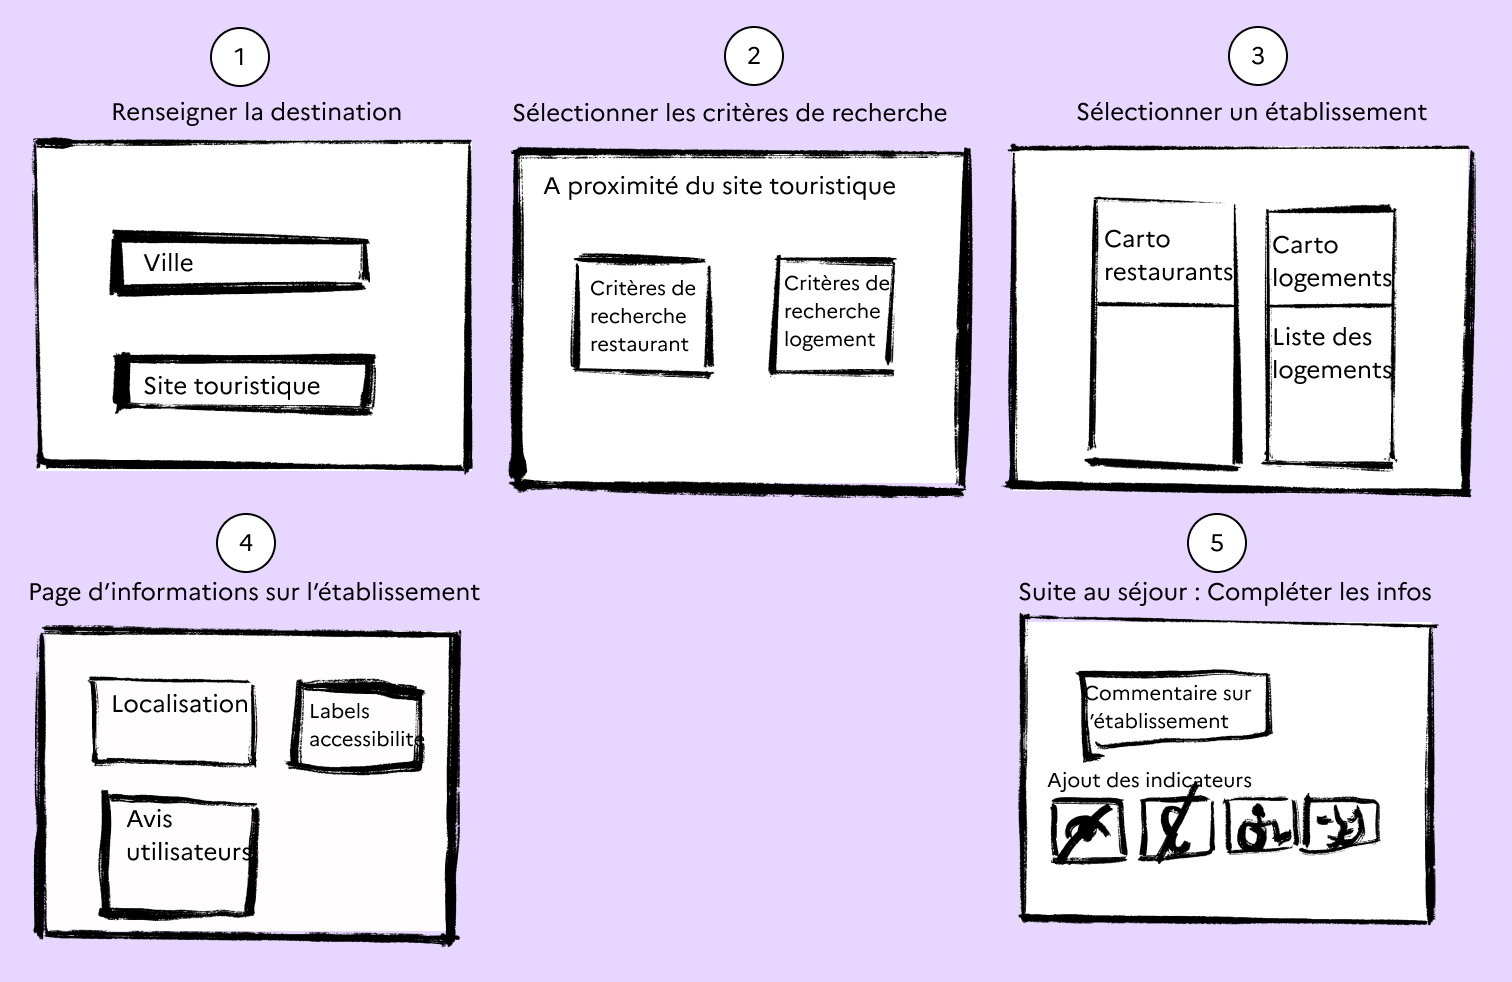 1
Renseigner la destination
Ville
Site touristique
2
Sélectionner les critères de recherche
A proximité du site touristique
Critères de
recherche
restaurant
Critères de
recherche
logement
3
Sélectionner un établissement
Carto
restaurants
Carto
logements
Liste des
logements
4
Page d’informations sur l’établissement
Localisation
Labels
accessibilité
Avis
utilisateurs
5
Suite au séjour : Compléter les infos
Commentaire sur
l’établissement
Ajout des indicateurs